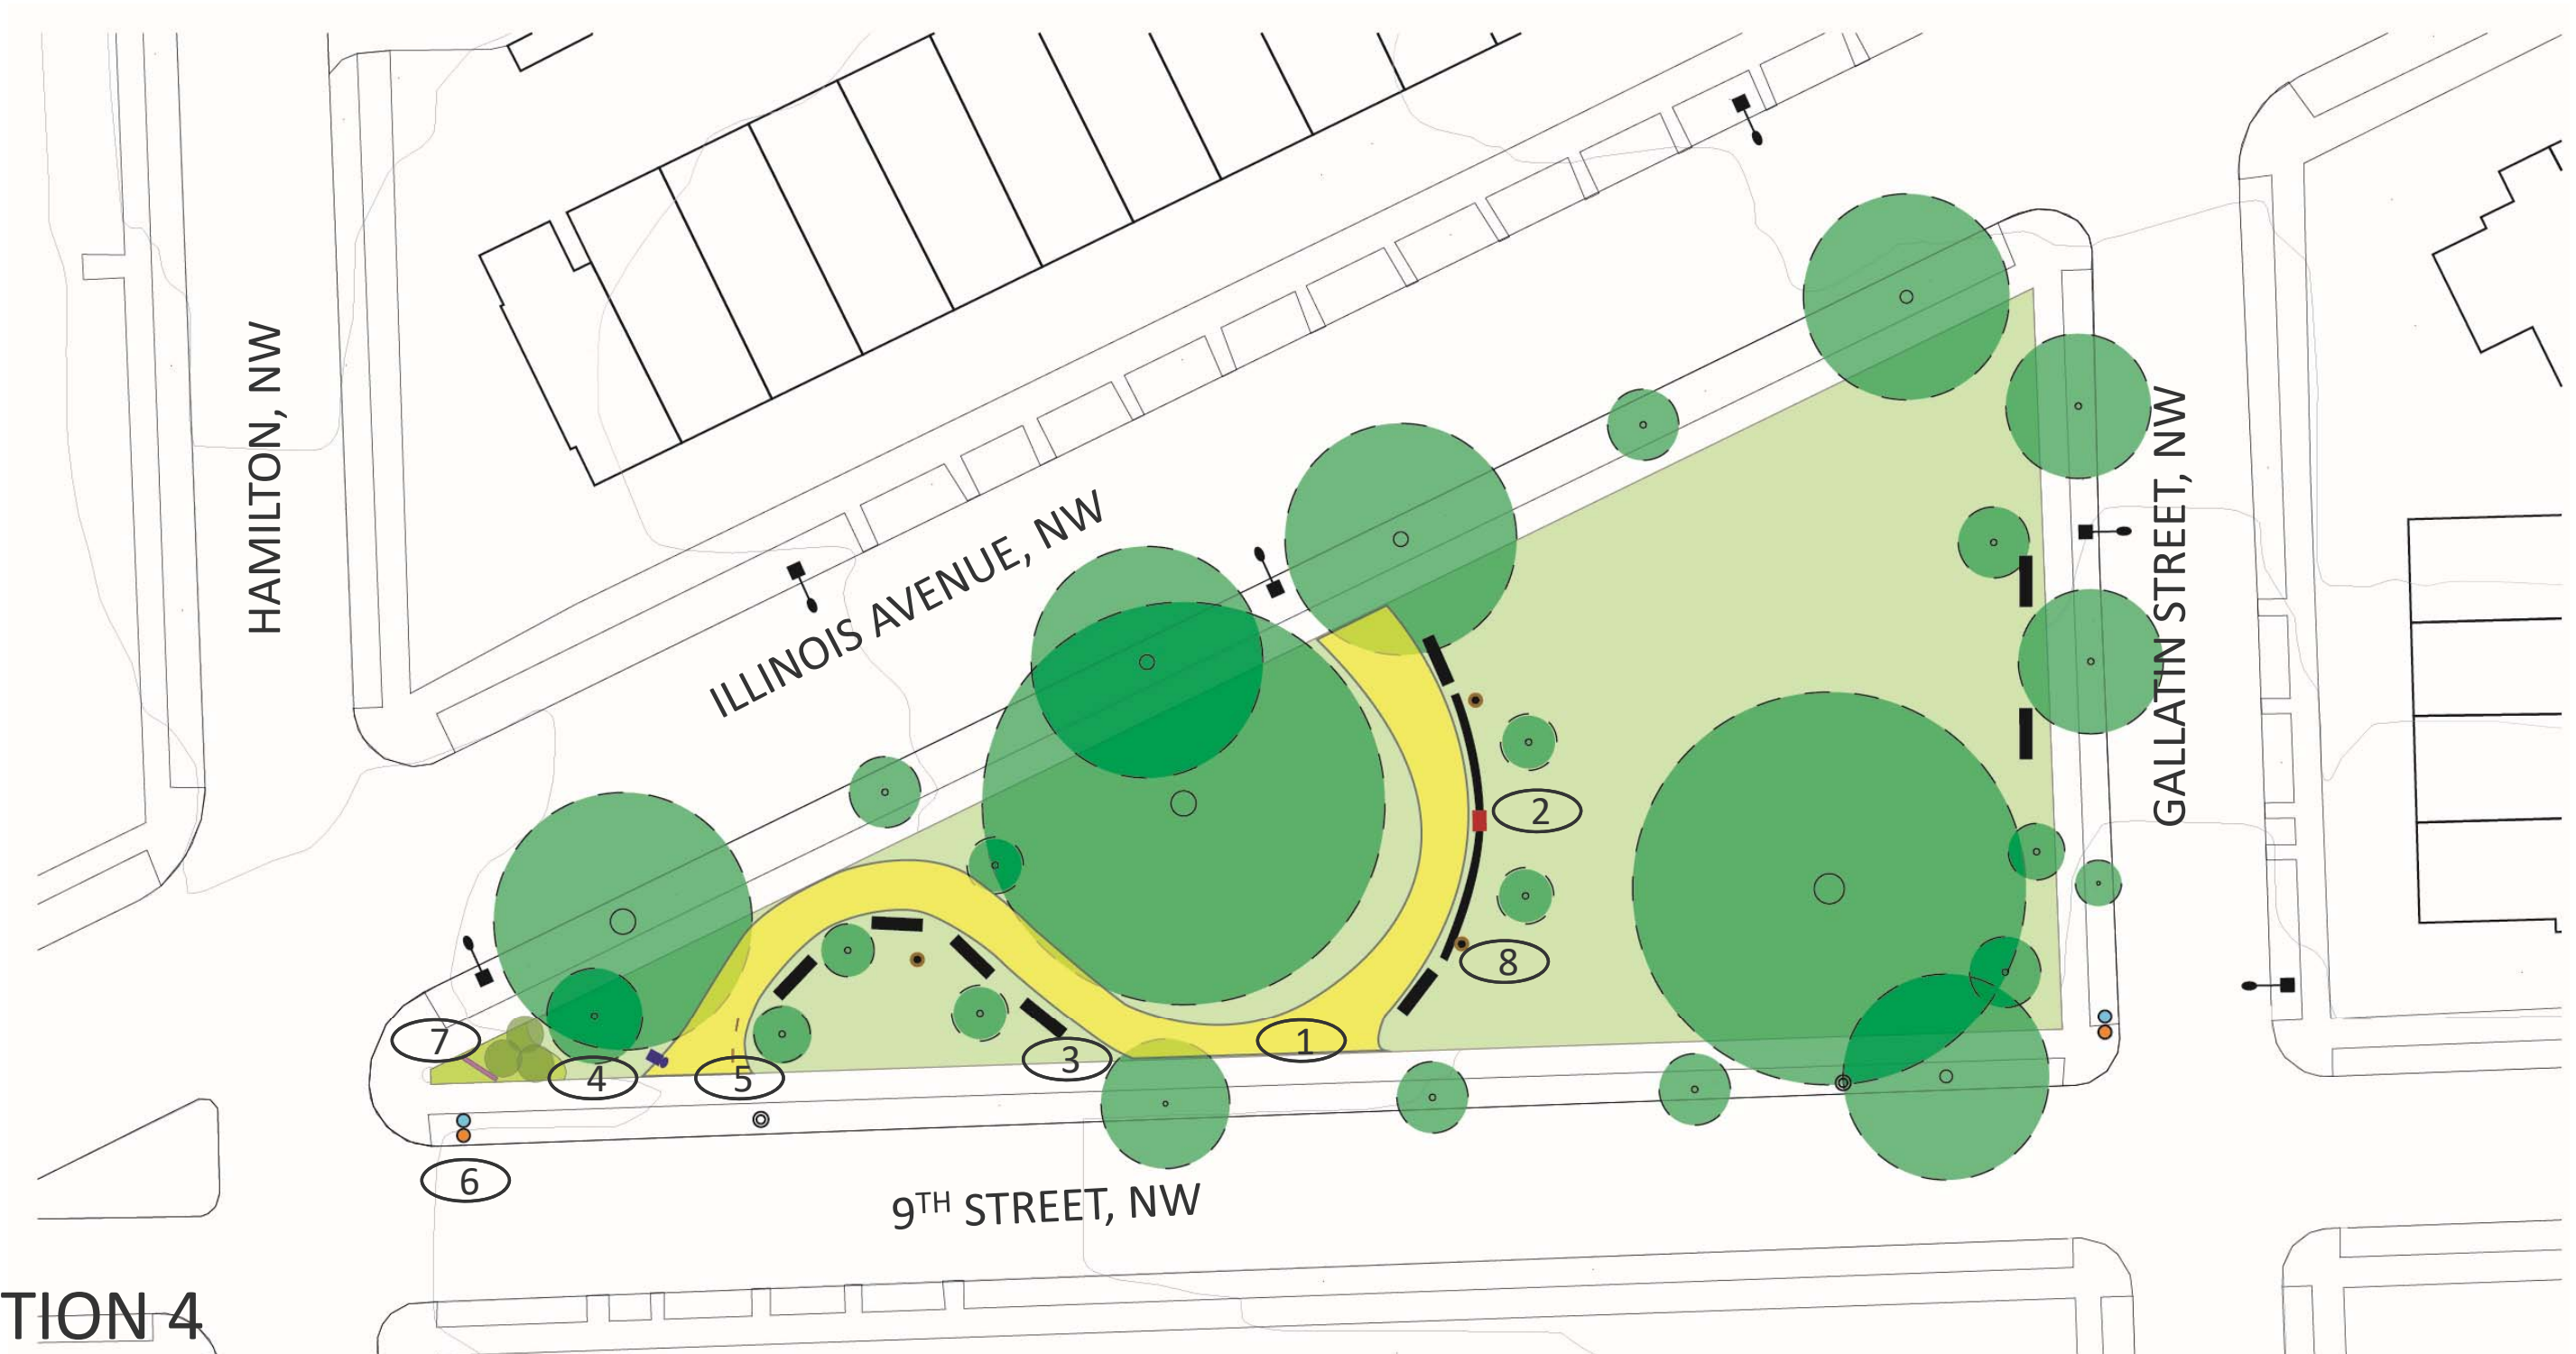 HAMILTON, NW
ILLINOIS AVENUE, NW
GALLATIN STREET, NW
2
8
7
1
3
4
5
6
9TH STREET, NW
TION 4